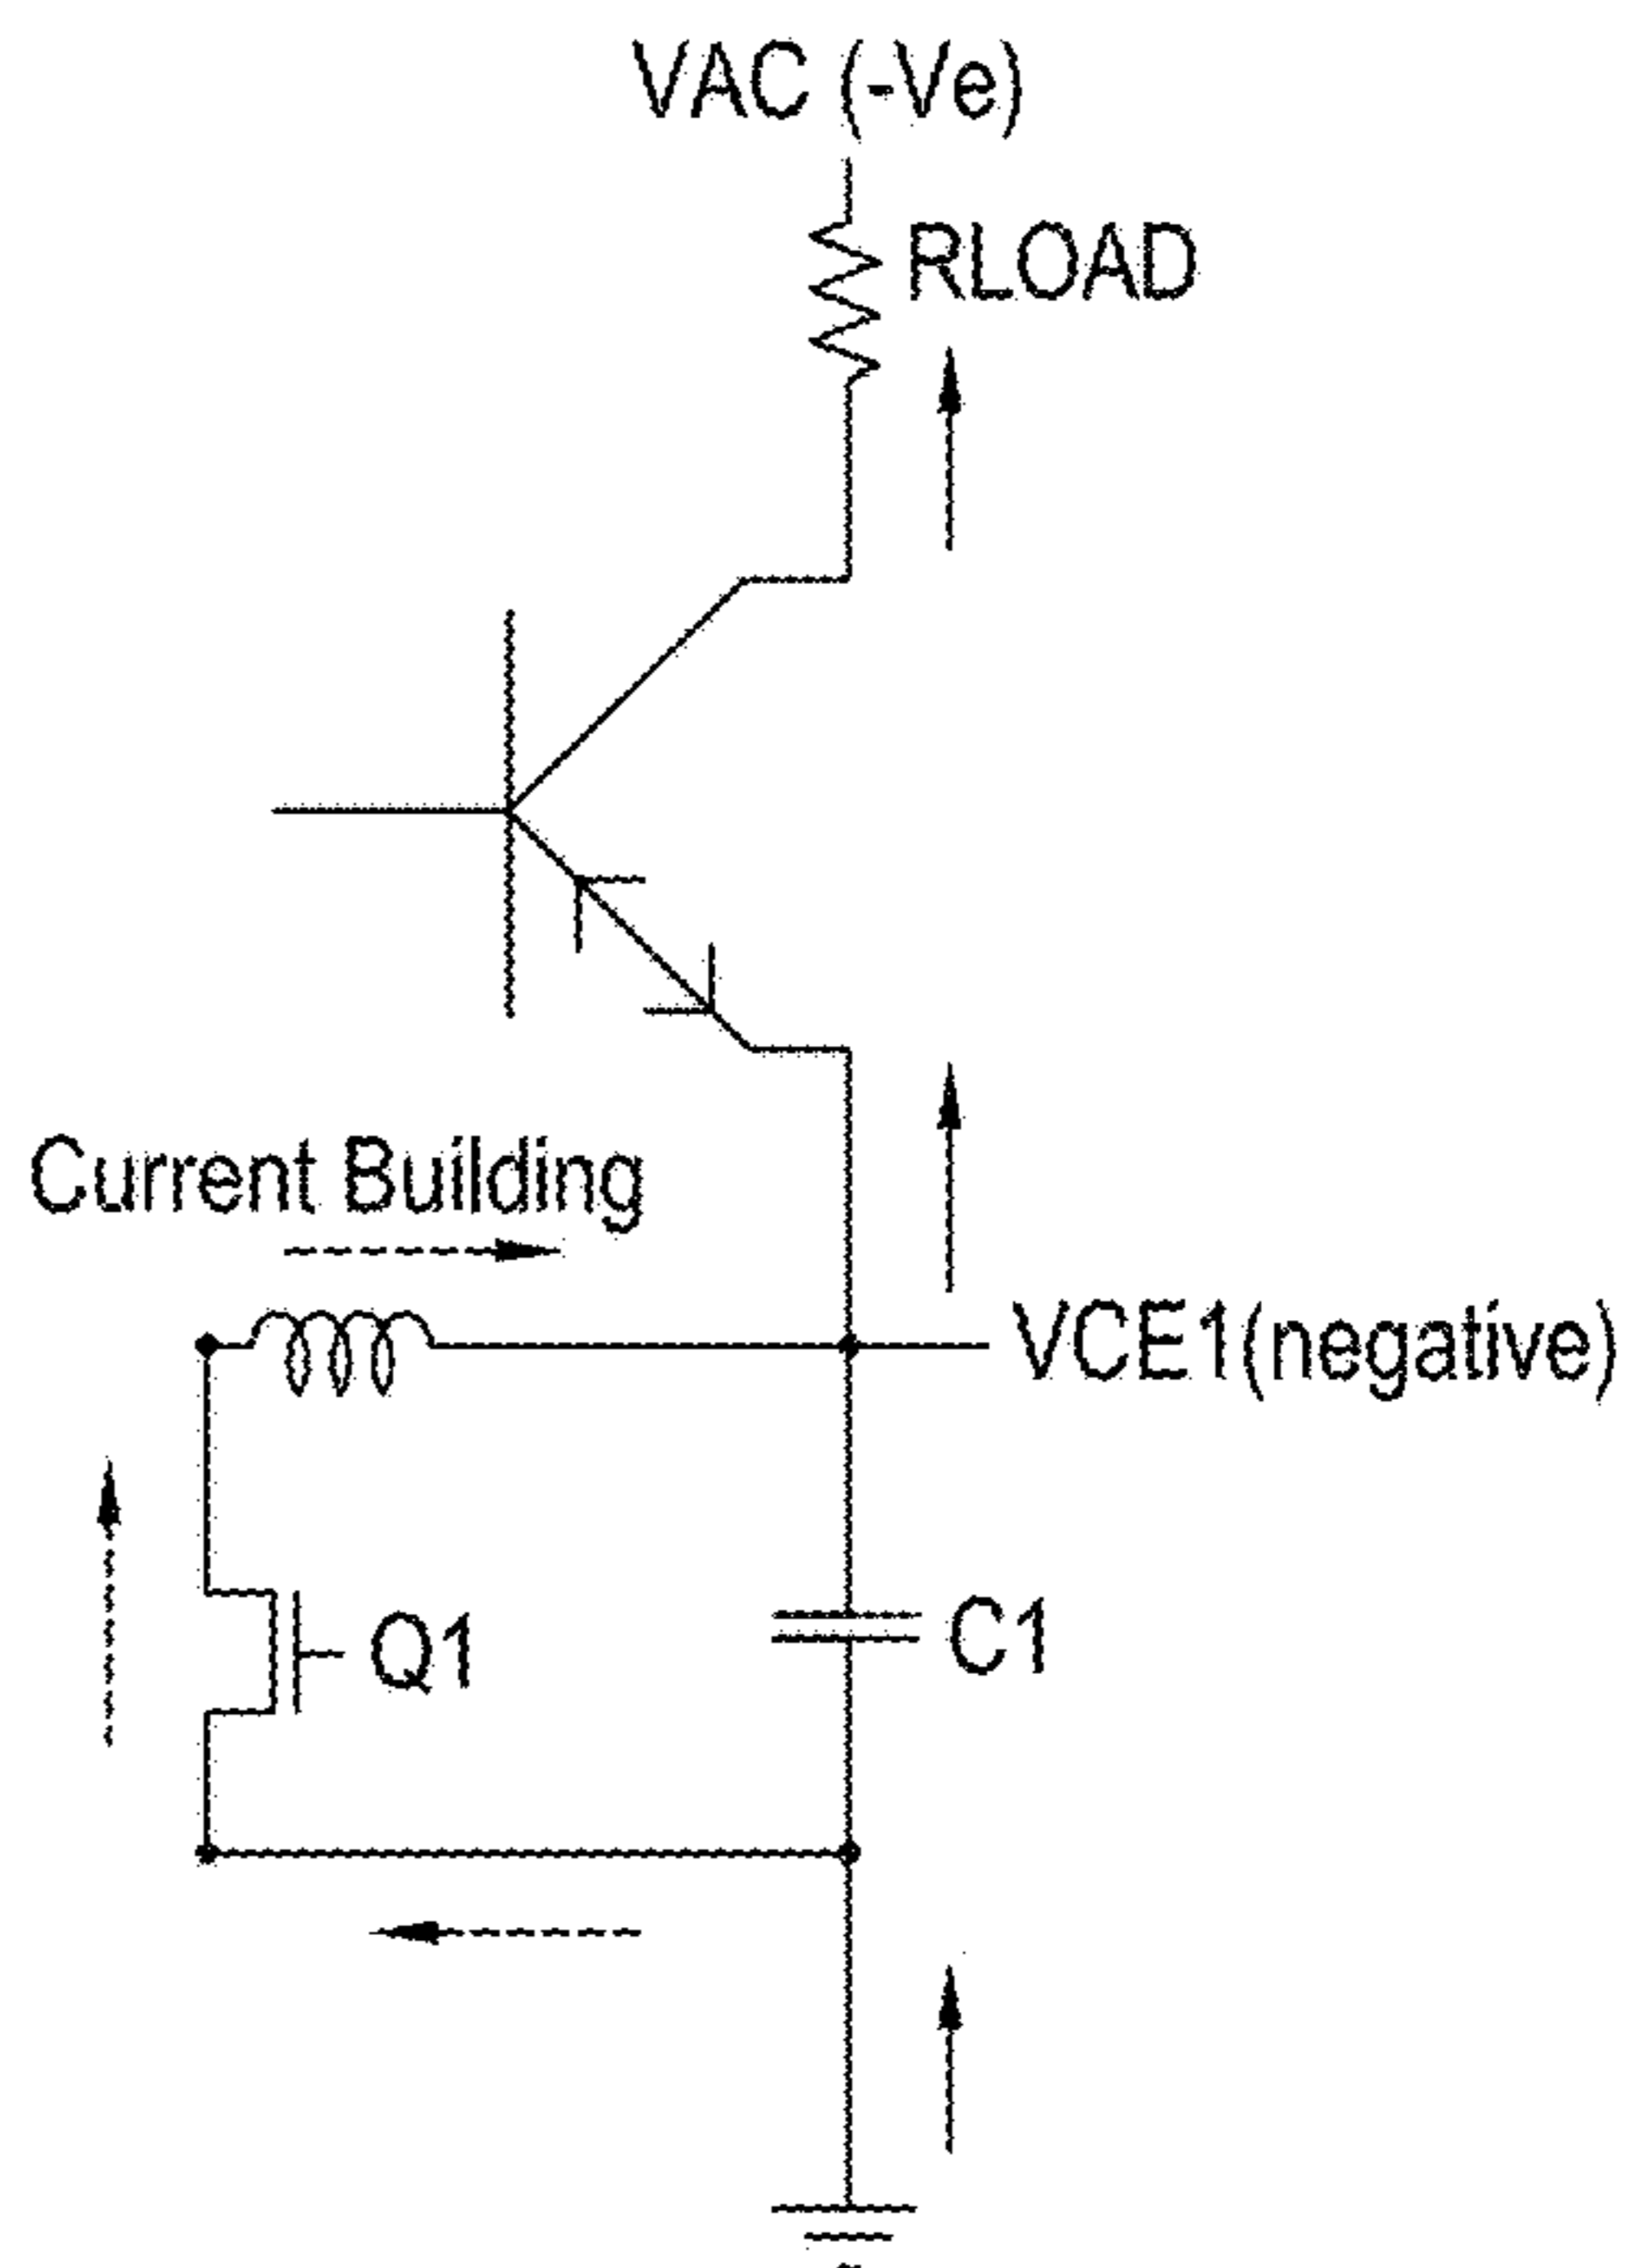 VAC (-Ve)
RLOAD
Current Building
VCE1(negative)
Q1
C1